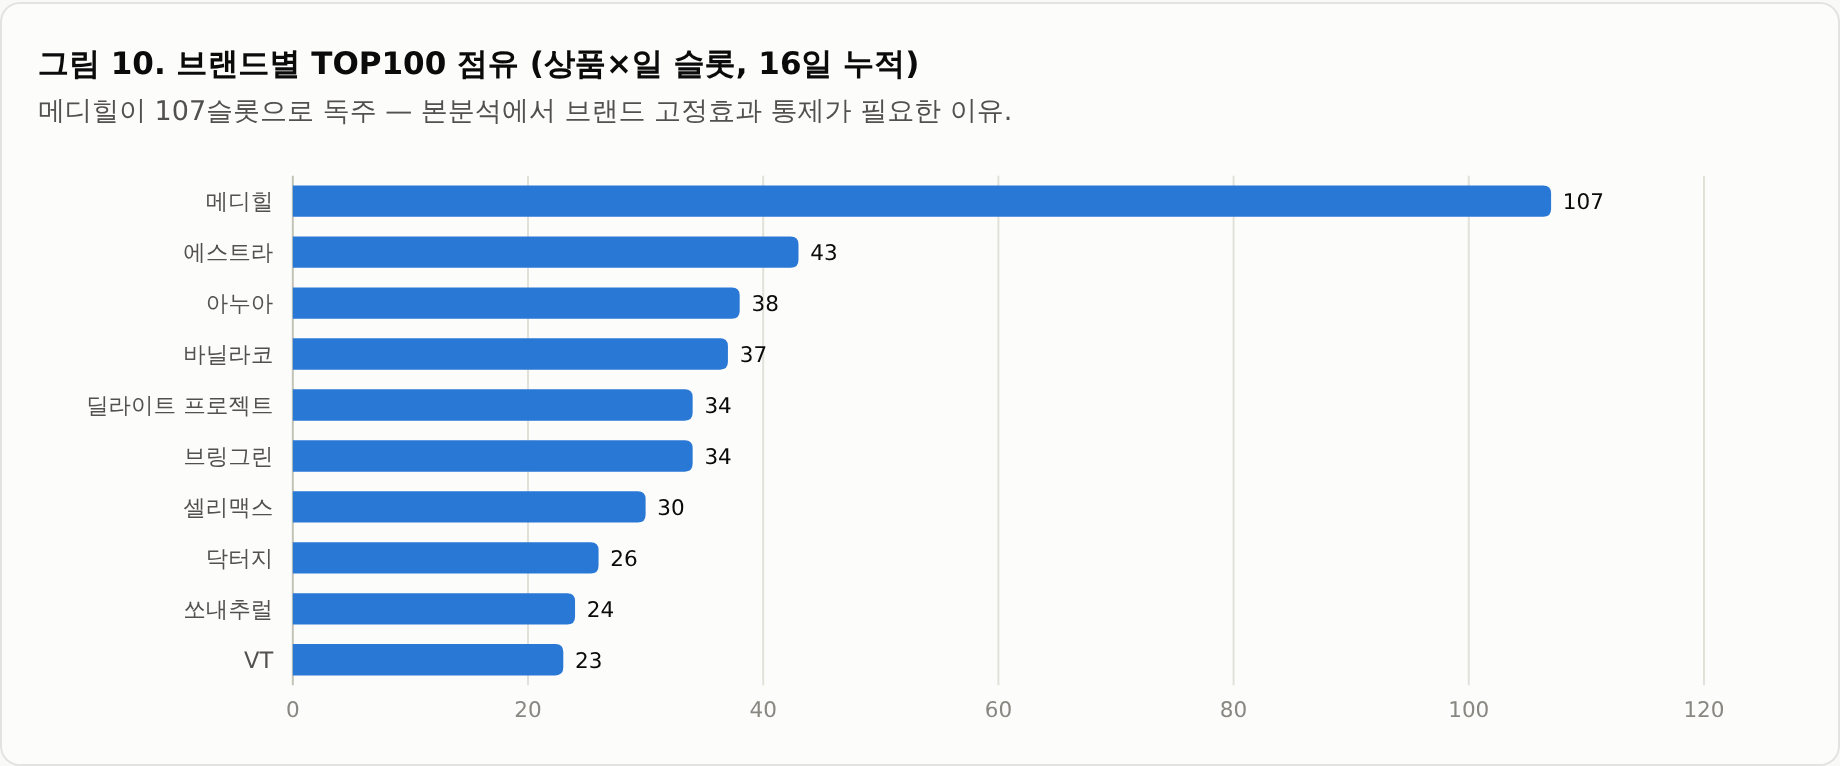 그림 10. 브랜드별 TOP100 점유 (상품×일 슬롯, 16일 누적)
메디힐이 107슬롯으로 독주 — 본분석에서 브랜드 고정효과 통제가 필요한 이유.
메디힐 107
에스트라 43
아누아 38
바닐라코 37
딜라이트 프로젝트 34
브링그린 34
셀리맥스 30
닥터지 26
쏘내추럴 24
VT 23
0 20 40 60 80 100 120